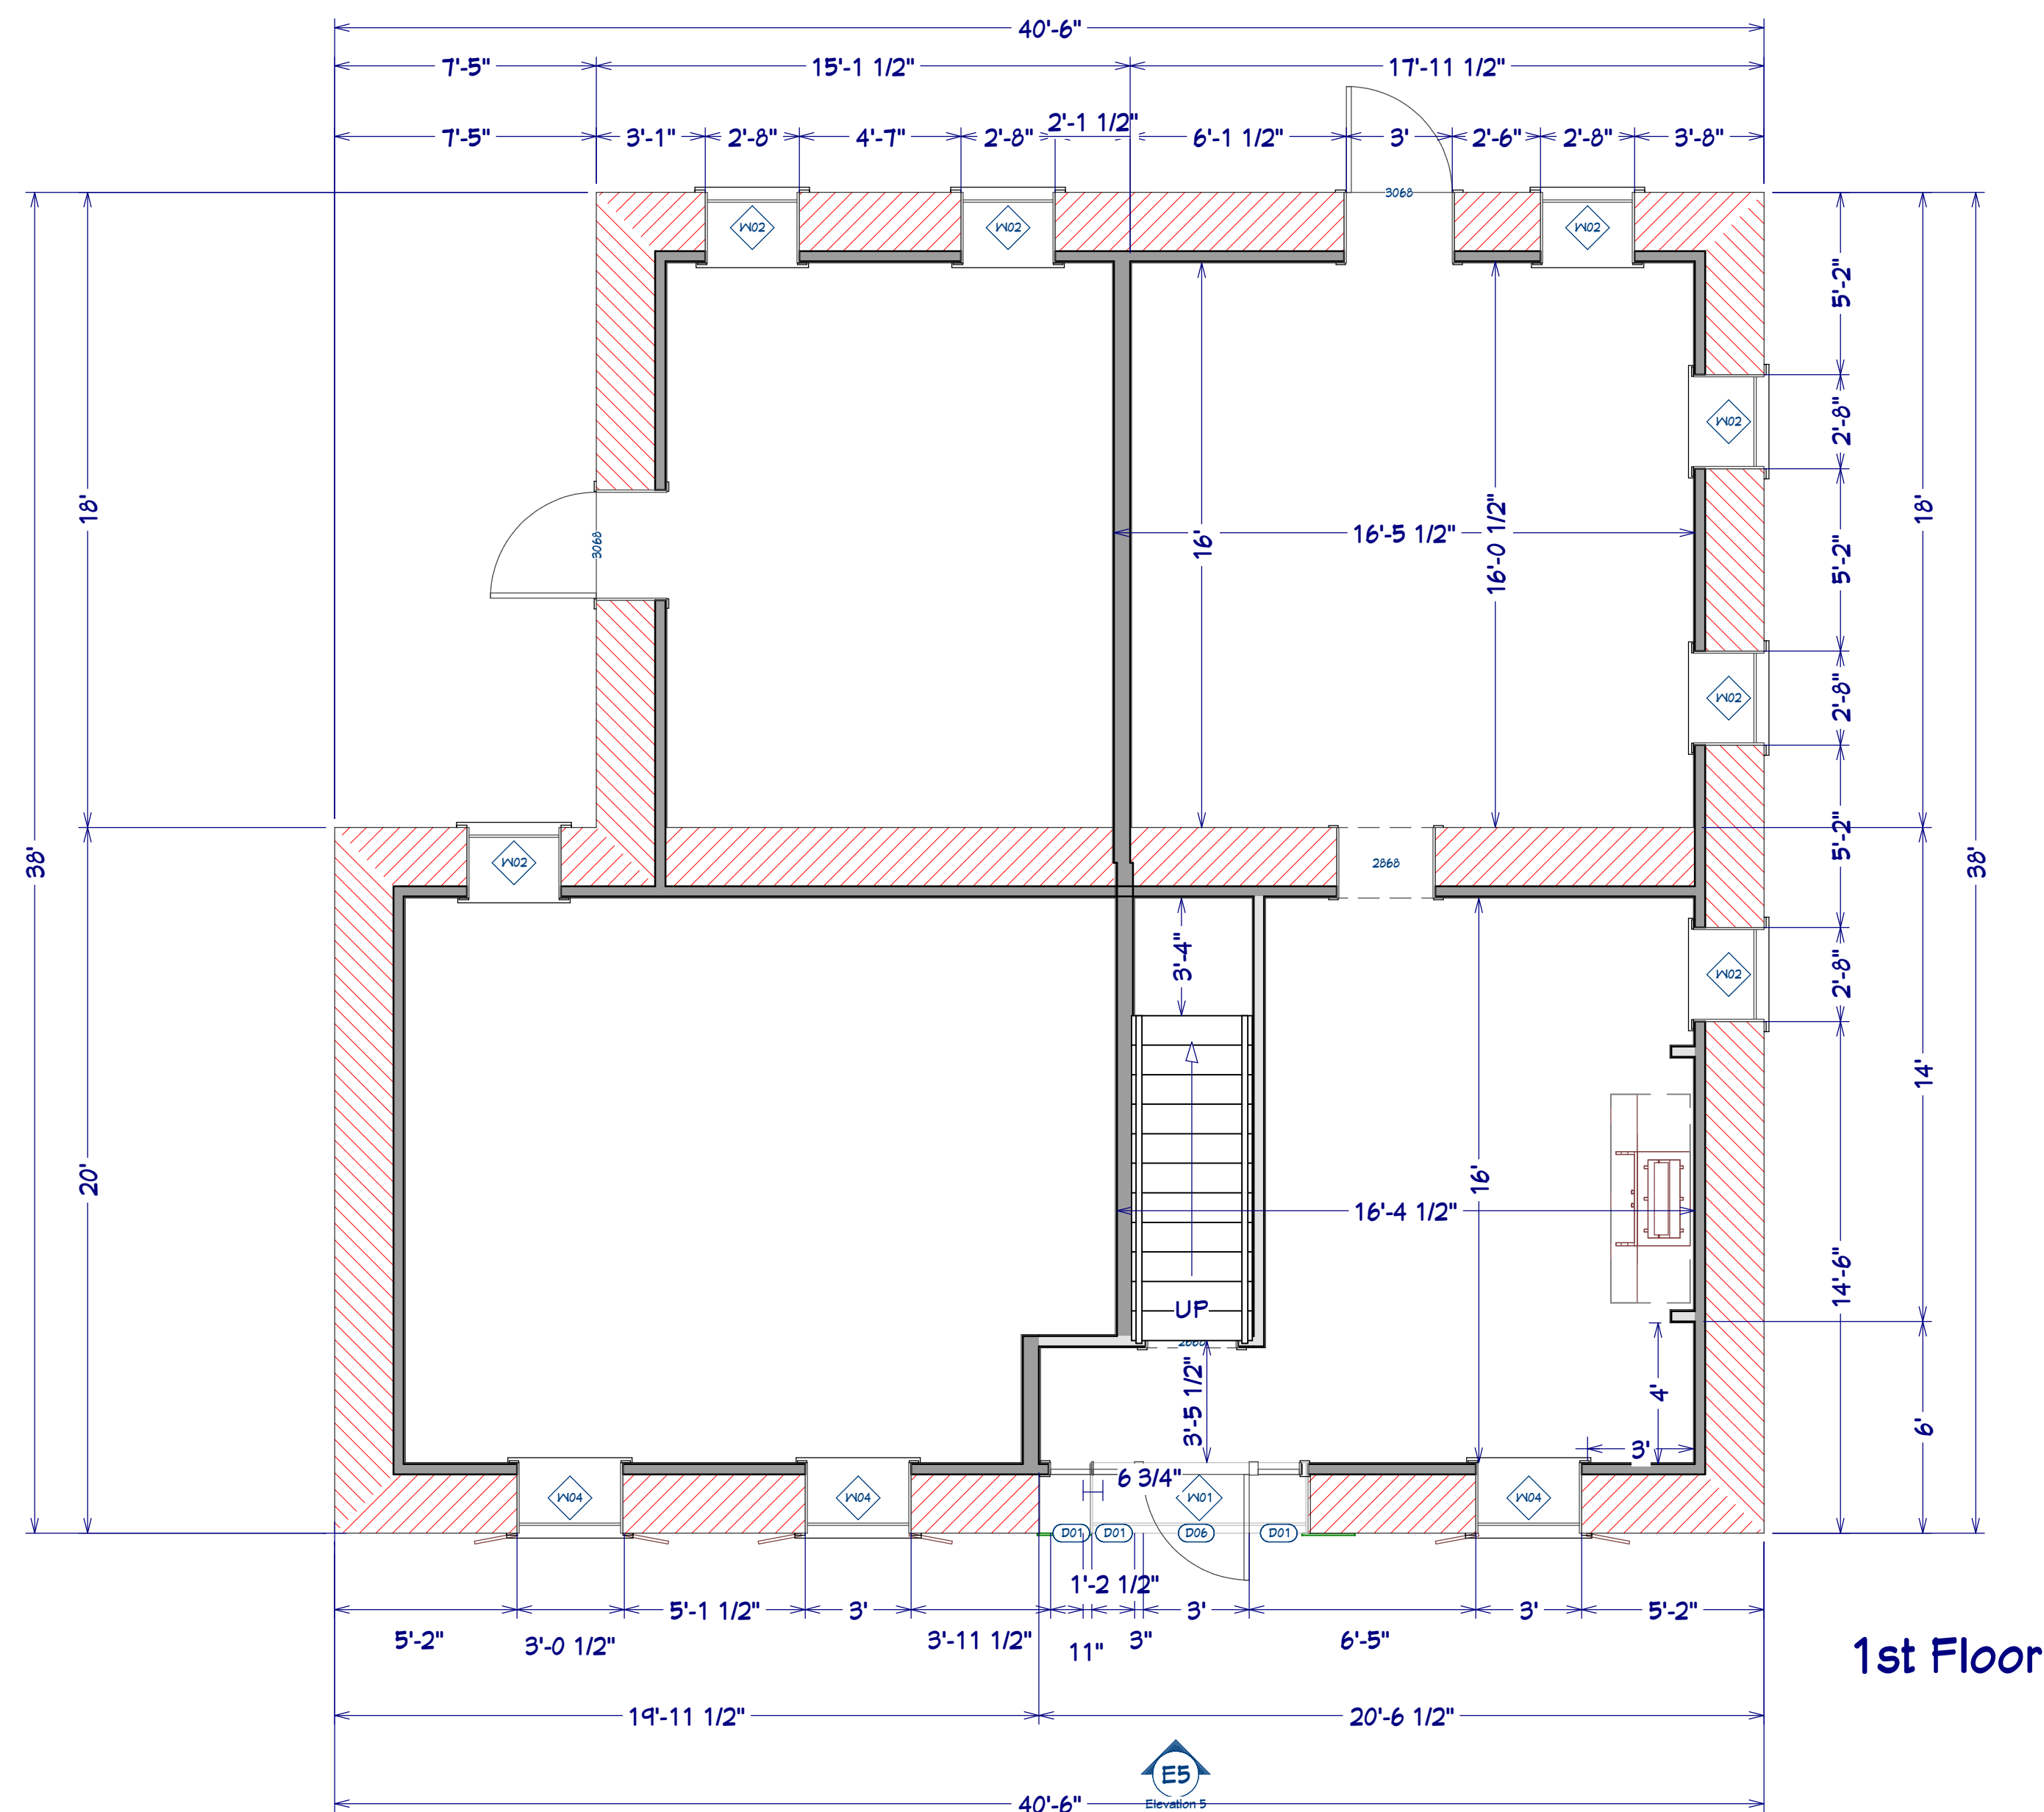 40'-6"
7'-5" 15'-1 1/2" 17'-11 1/2"
7'-5" 3'-1" 2'-8" 4'-7" 2'-8" 2'-1 1/2" 6'-1 1/2" 3' 2'-6" 2'-8" 3'-8"
3068
W02 W02 W02
5'-2"
W02 2'-8"
18' 3068 16' 16'-5 1/2" 16'-0 1/2" 5'-2" 18'
W02 2'-8"
38' W02 2868 5'-2" 38'
3'-4" W02 2'-8"
14'
20' 16' 16'-4 1/2"
14'-6"
UP
3'-5 1/2" 4' 6'
3'
6 3/4"
W04 W04 W01 W04
D01 D01 D06 D01
1'-2 1/2"
5'-1 1/2" 3' 3' 3' 5'-2"
5'-2" 3'-0 1/2" 3'-11 1/2" 11" 3" 6'-5"
1st Floor
19'-11 1/2" 20'-6 1/2"
E5
Elevation 5
40'-6"